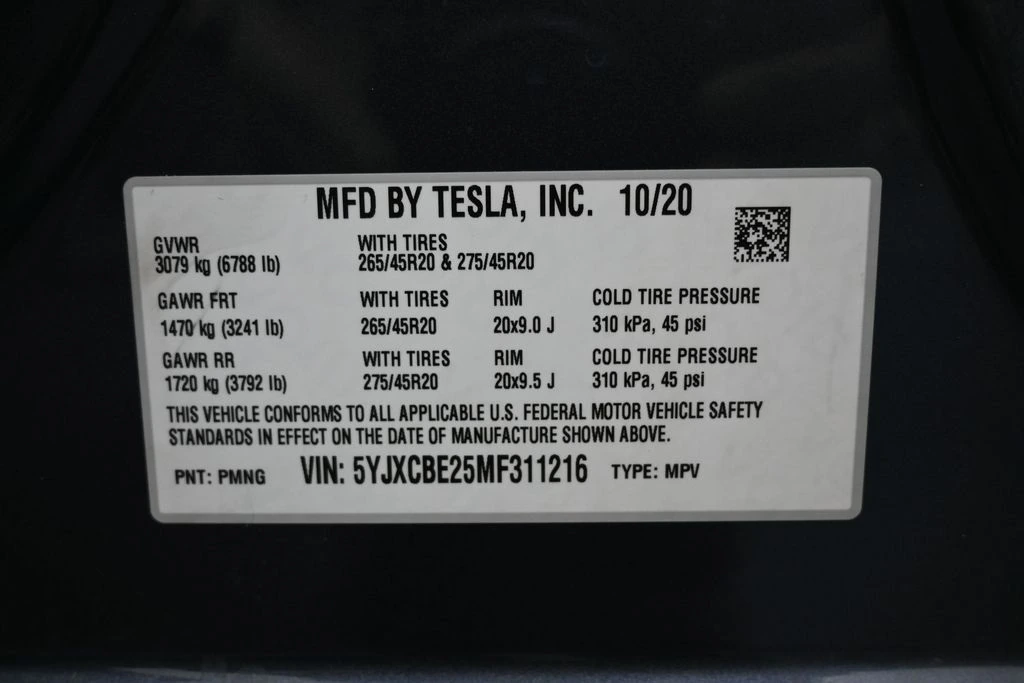 MFD BY TESLA, INC. 10/20
GVWR WITH TIRES
3079 kg (6788 lb) 265/45R20 & 275/45R20
GAWR FRT WITH TIRES RIM COLD TIRE PRESSURE
1470 kg (3241 lb) 265/45R20 20x9.0 J 310 kPa, 45 psi
GAWR RR WITH TIRES RIM COLD TIRE PRESSURE
1720 kg (3792 lb) 275/45R20 20x9.5 J 310 kPa, 45 psi
THIS VEHICLE CONFORMS TO ALL APPLICABLE U.S. FEDERAL MOTOR VEHICLE SAFETY
STANDARDS IN EFFECT ON THE DATE OF MANUFACTURE SHOWN ABOVE.
PNT: PMNG VIN: 5YJXCBE25MF311216 TYPE: MPV